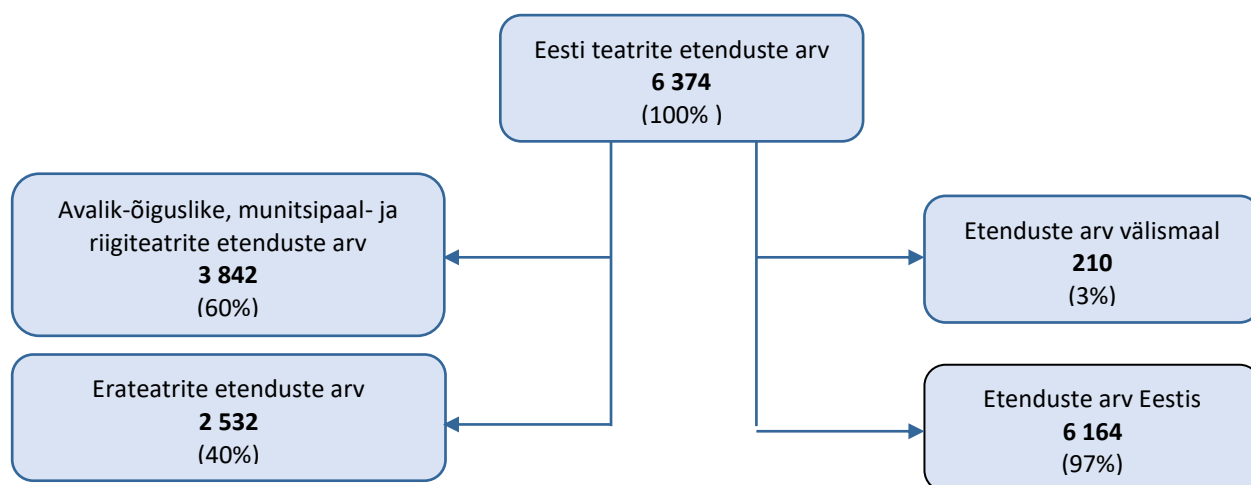 Eesti teatrite etenduste arv
6 374
(100% )
Avalik-õiguslike, munitsipaal- ja
riigiteatrite etenduste arv
3 842
(60%)
Etenduste arv välismaal
210
(3%)
Erateatrite etenduste arv
2 532
(40%)
Etenduste arv Eestis
6 164
(97%)